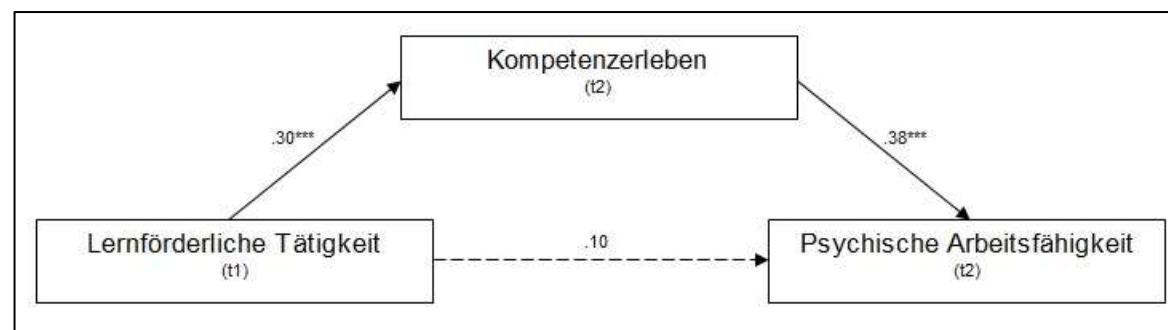 Kompetenzerleben
(t2)
.30***
.38***
Lernförderliche Tätigkeit
(t1)
.10
Psychische Arbeitsfähigkeit
(t2)